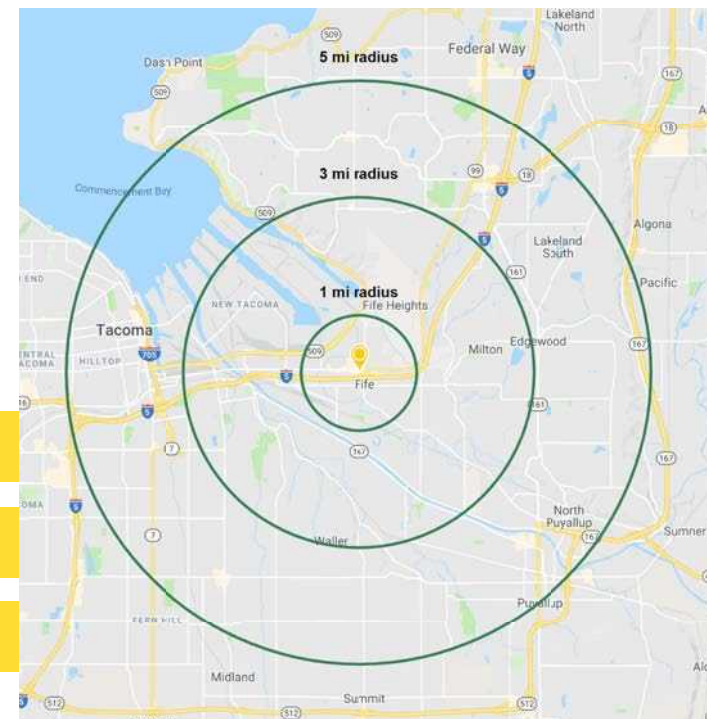 Lakeland
North
509
Federal Way
5 mi radius
Dash Point
5
167
509
18
3 mi radius
99
18
Commencement Bay
5
509
Algona
5
Lakeland
South
161
Pacific
1 mi radius
NEW TACOMA
Fife Heights
Tacoma
705
509
Milton
Edgewood
167
HILLTOP
5
Fife
16
5
161
7
167
167
5
North
Puyallup
7
Waller
Sumner
Puyallup
FERN HILL
Midland
Summit
5
512
512
512